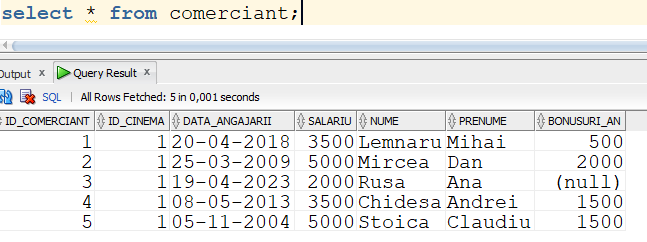 select * from comerciant;
Output x Query Result x
SQL | All Rows Fetched: 5 in 0,001 seconds
ID_COMERCIANT ID_CINEMA DATA_ANGAJARII SALARIU NUME PRENUME BONUSURI_AN
1 1 20-04-2018 3500 Lemnaru Mihai 500
2 1 25-03-2009 5000 Mircea Dan 2000
3 1 19-04-2023 2000 Rusa Ana (null)
4 1 08-05-2013 3500 Chidesa Andrei 1500
5 1 05-11-2004 5000 Stoica Claudiu 1500